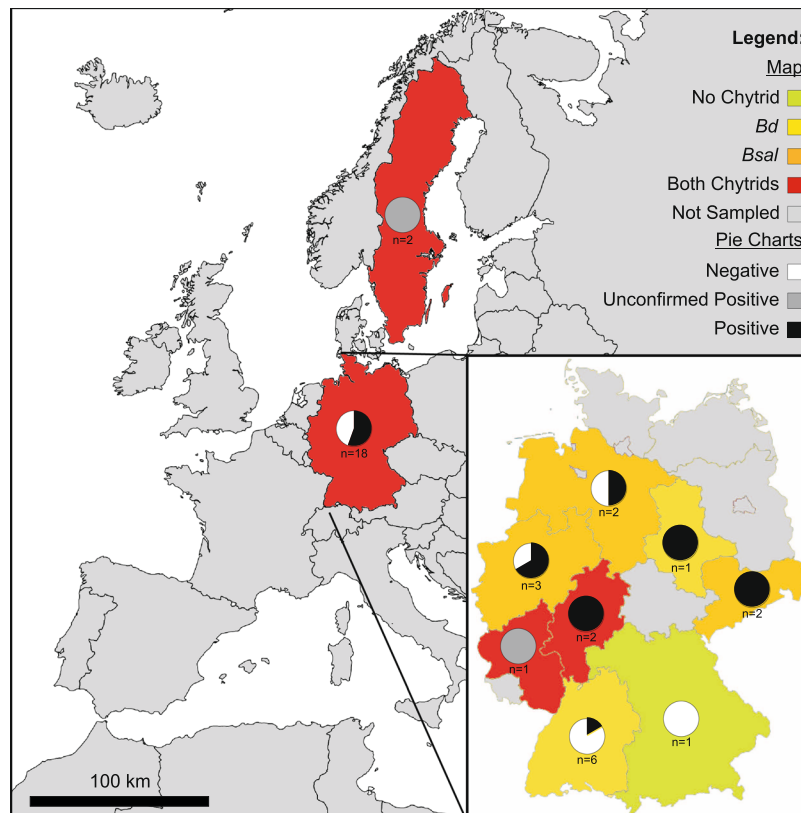 Legend:
Map
No Chytrid
Bd
Bsal
Both Chytrids
Not Sampled
Pie Charts
Negative
Unconfirmed Positive
Positive
n=2
n=18
n=2
n=1
n=3
n=2
n=2
n=1
n=1
n=6
100 km